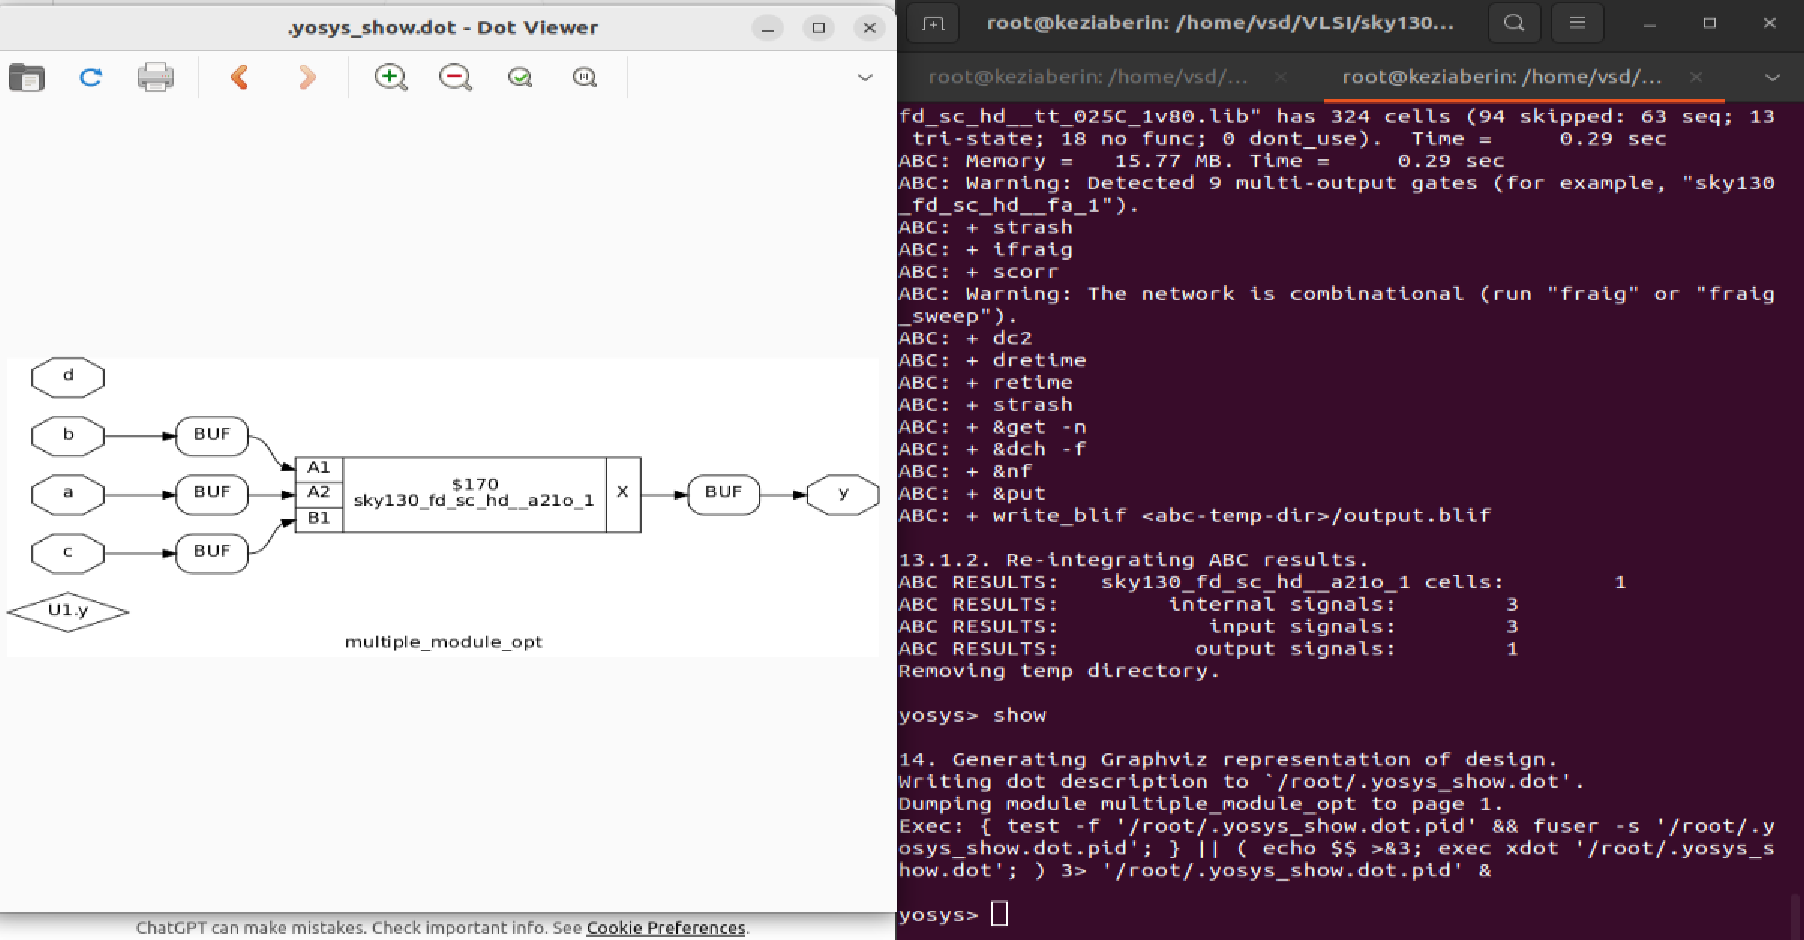 .yosys_show.dot - Dot Viewer
d
b
BUF
a
BUF
c
BUF
U1.y
A1
A2
B1
$170
sky130_fd_sc_hd__a21o_1
X
BUF
y
multiple_module_opt
ChatGPT can make mistakes. Check important info. See Cookie Preferences.
root@keziaberin: /home/vsd/VLSI/sky130...
root@keziaberin: /home/vsd/...
root@keziaberin: /home/vsd/...
fd_sc_hd__tt_025C_1v80.lib" has 324 cells (94 skipped: 63 seq; 13
 tri-state; 18 no func; 0 dont_use).  Time =     0.29 sec
ABC: Memory =   15.77 MB. Time =     0.29 sec
ABC: Warning: Detected 9 multi-output gates (for example, "sky130
_fd_sc_hd__fa_1").
ABC: + strash
ABC: + ifraig
ABC: + scorr
ABC: Warning: The network is combinational (run "fraig" or "fraig
_sweep").
ABC: + dc2
ABC: + dretime
ABC: + retime
ABC: + strash
ABC: + &get -n
ABC: + &dch -f
ABC: + &nf
ABC: + &put
ABC: + write_blif <abc-temp-dir>/output.blif
13.1.2. Re-integrating ABC results.
ABC RESULTS:   sky130_fd_sc_hd__a21o_1 cells:        1
ABC RESULTS:        internal signals:        3
ABC RESULTS:           input signals:        3
ABC RESULTS:          output signals:        1
Removing temp directory.
yosys> show
14. Generating Graphviz representation of design.
Writing dot description to `/root/.yosys_show.dot'.
Dumping module multiple_module_opt to page 1.
Exec: { test -f '/root/.yosys_show.dot.pid' && fuser -s '/root/.y
osys_show.dot.pid'; } || ( echo $$ >&3; exec xdot '/root/.yosys_s
how.dot'; ) 3> '/root/.yosys_show.dot.pid' &
yosys>